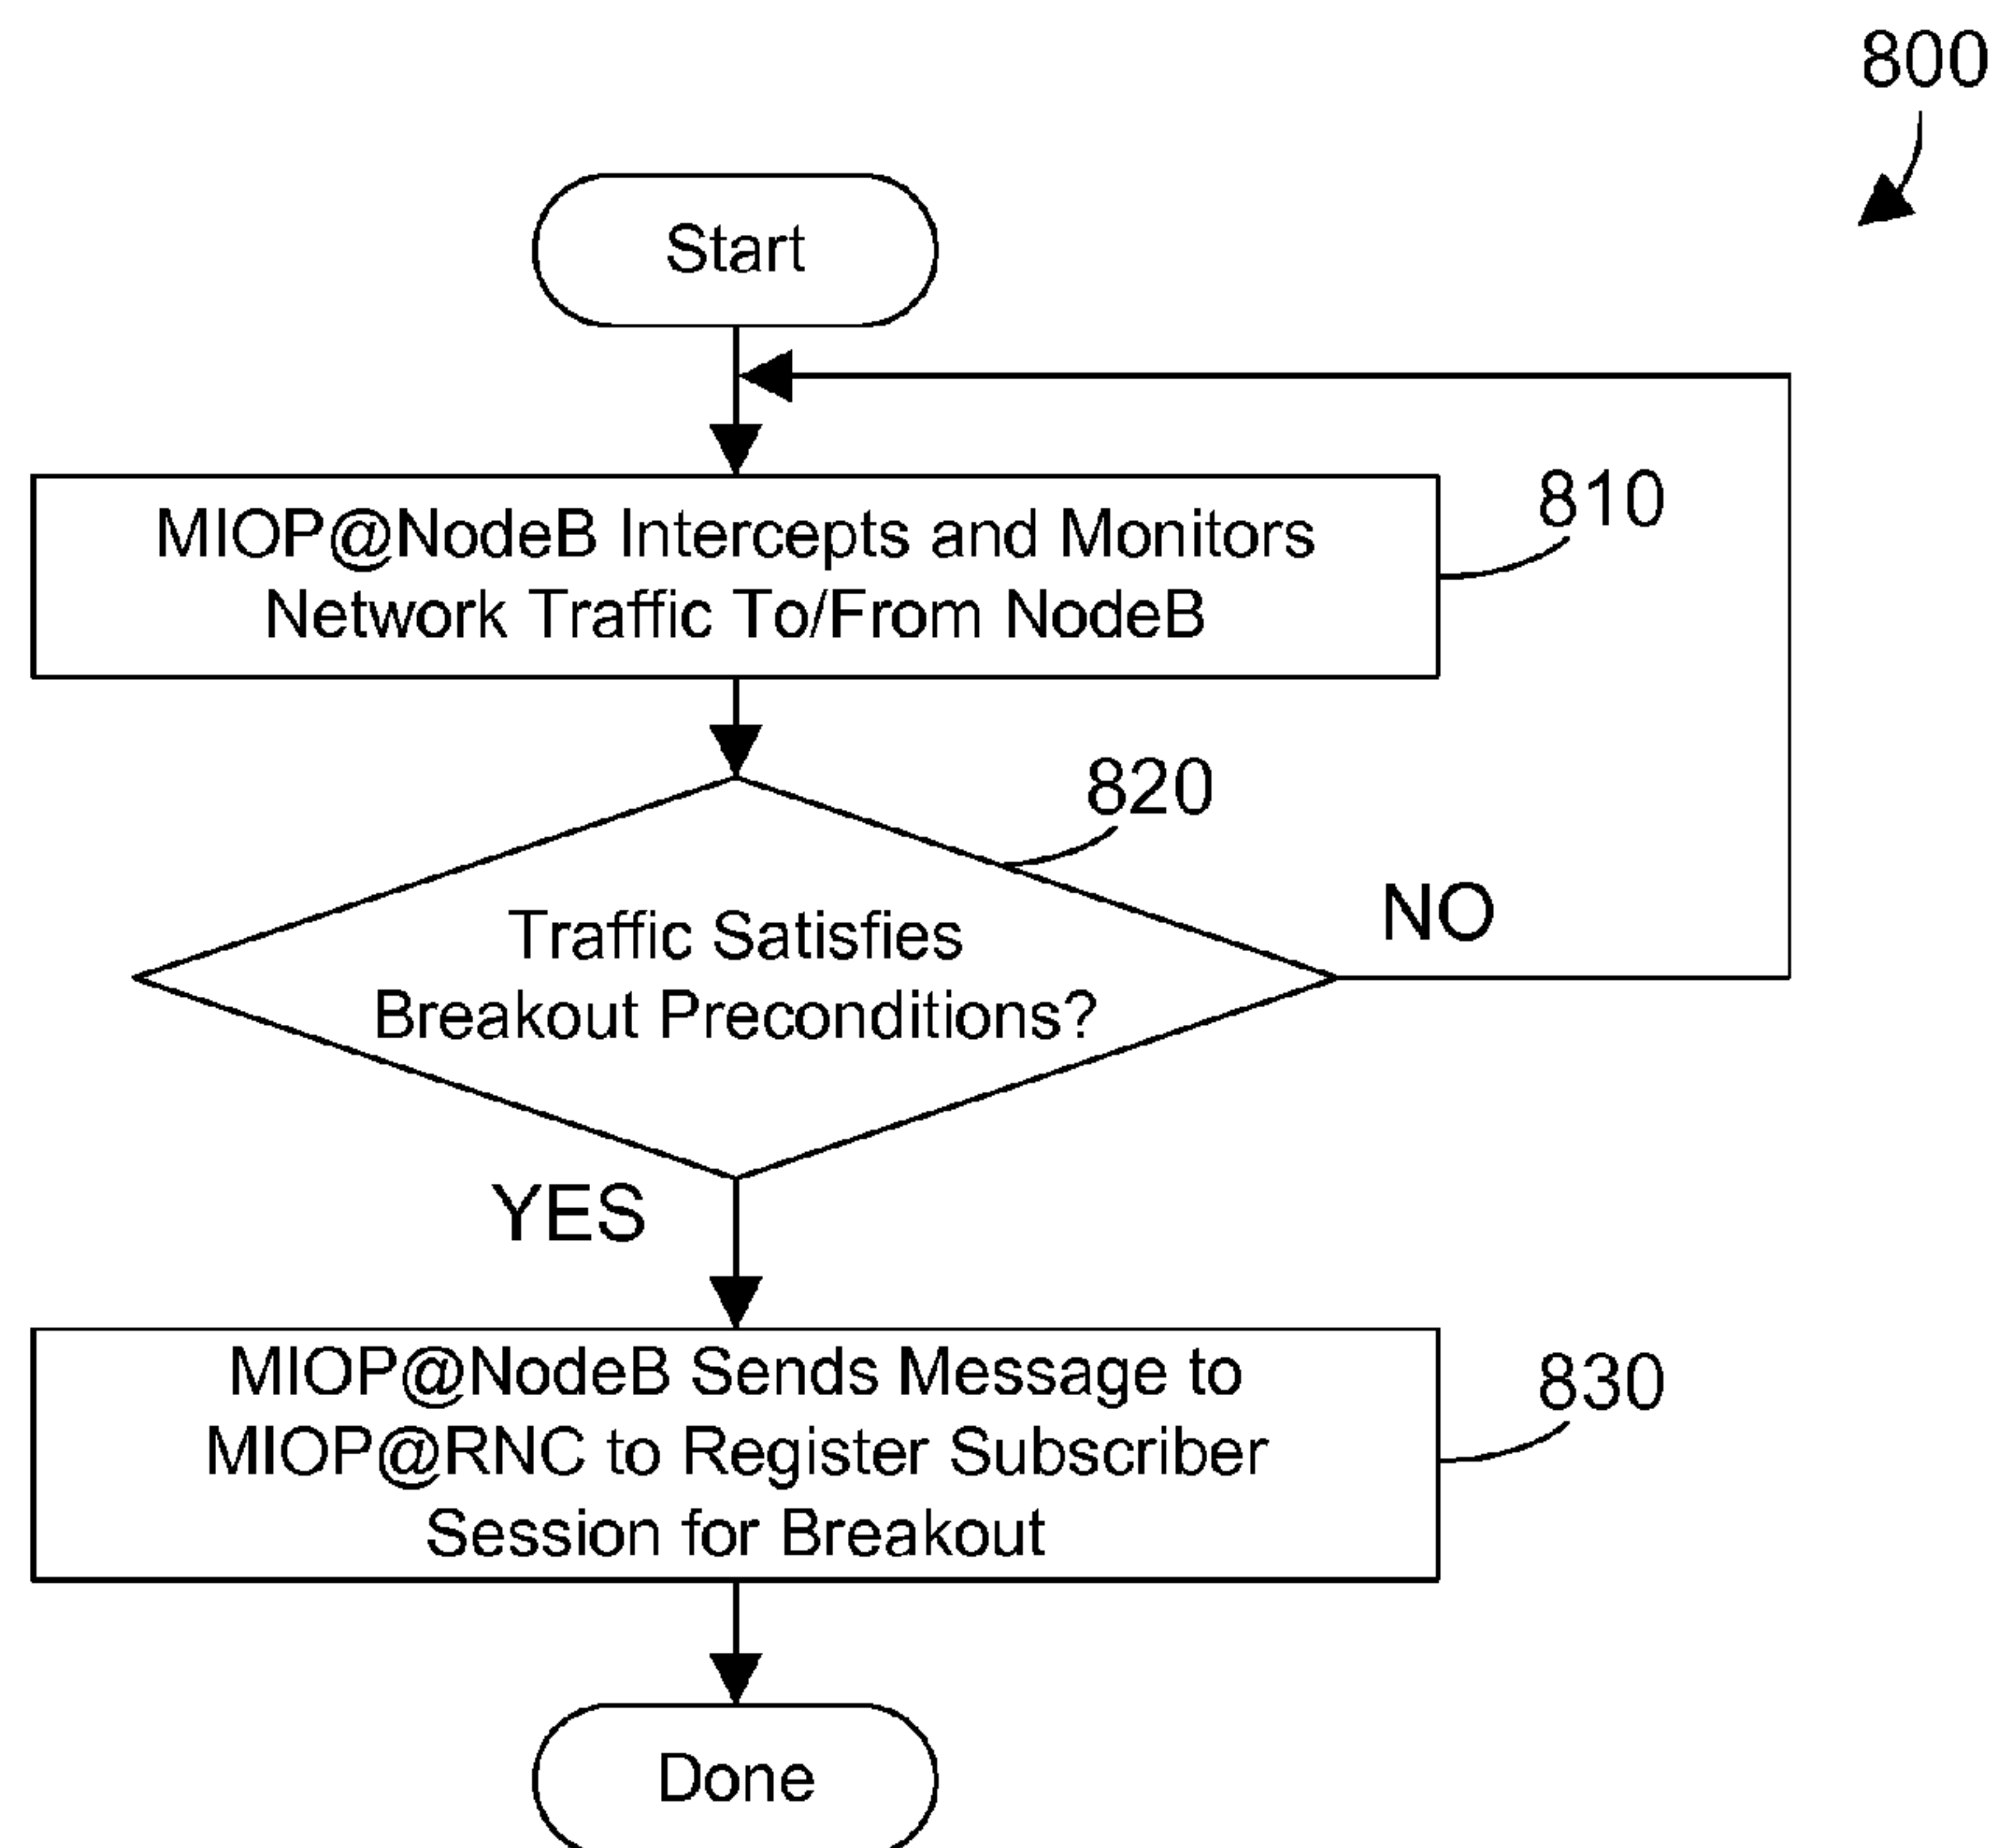 800
Start
MIOP@NodeB Intercepts and Monitors
Network Traffic To/From NodeB
810
820
Traffic Satisfies
Breakout Preconditions?
NO
YES
MIOP@NodeB Sends Message to
MIOP@RNC to Register Subscriber
Session for Breakout
830
Done